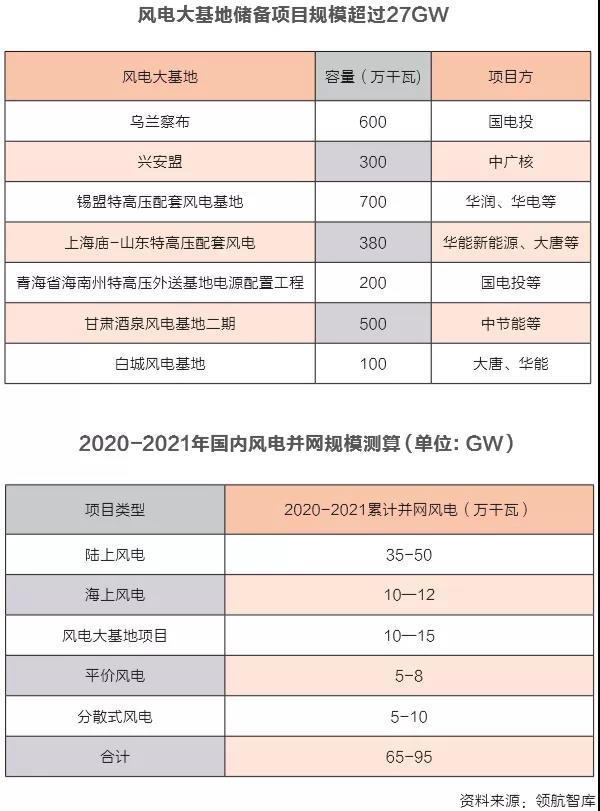 风电大基地储备项目规模超过27GW
风电大基地 容量（万千瓦） 项目方
乌兰察布 600 国电投
兴安盟 300 中广核
锡盟特高压配套风电基地 700 华润、华电等
上海庙-山东特高压配套风电 380 华能新能源、大唐等
青海省海南州特高压外送基地电源配置工程 200 国电投等
甘肃酒泉风电基地二期 500 中节能等
白城风电基地 100 大唐、华能
2020-2021年国内风电并网规模测算（单位：GW）
项目类型 2020-2021累计并网风电（万千瓦）
陆上风电 35-50
海上风电 10—12
风电大基地项目 10—15
平价风电 5-8
分散式风电 5-10
合计 65-95
资料来源：领航智库